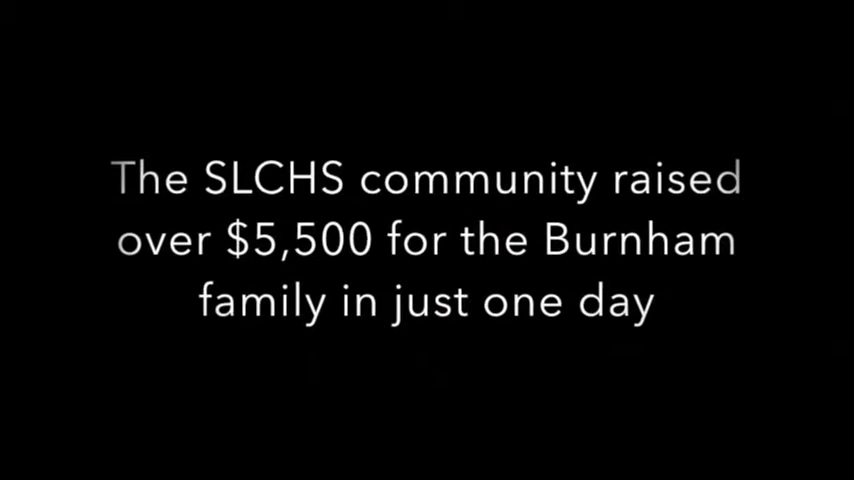 The SLCHS community raised
over $5,500 for the Burnham
family in just one day